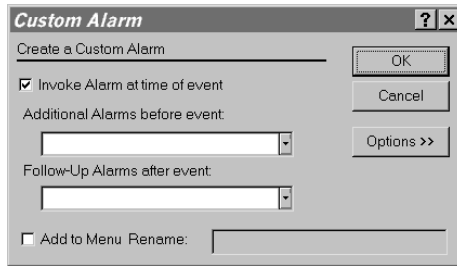 Custom Alarm
Create a Custom Alarm
OK
Invoke Alarm at time of event
Cancel
Additional Alarms before event:
Options >>
Follow-Up Alarms after event:
Add to Menu Rename: